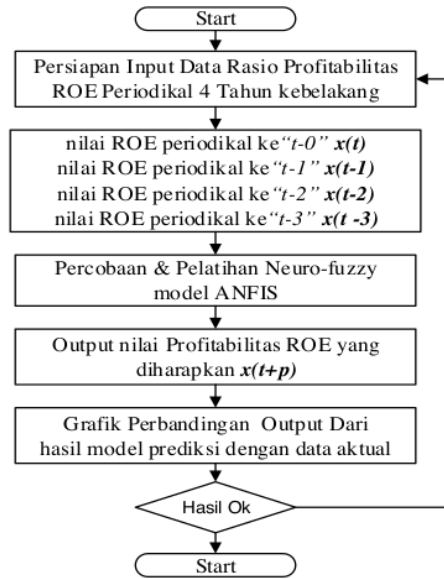 Start
Persiapan Input Data Rasio Profitabilitas
ROE Periodikal 4 Tahun kebelakang
nilai ROE periodikal ke“t-0” x(t)
nilai ROE periodikal ke“t-1” x(t-1)
nilai ROE periodikal ke“t-2” x(t-2)
nilai ROE periodikal ke“t-3” x(t -3)
Percobaan & Pelatihan Neuro-fuzzy
model ANFIS
Output nilai Profitabilitas ROE yang
diharapkan x(t+p)
Grafik Perbandingan Output Dari
hasil model prediksi dengan data aktual
Hasil Ok
Start